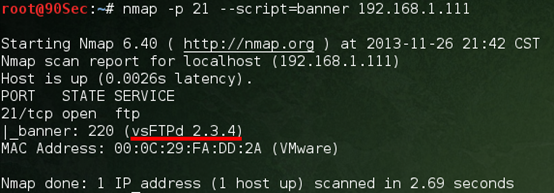 root@90Sec:~# nmap -p 21 --script=banner 192.168.1.111
Starting Nmap 6.40 ( http://nmap.org ) at 2013-11-26 21:42 CST
Nmap scan report for localhost (192.168.1.111)
Host is up (0.0026s latency).
PORT   STATE SERVICE
21/tcp open  ftp
|_banner: 220 (vsFTPd 2.3.4)
MAC Address: 00:0C:29:FA:DD:2A (VMware)
Nmap done: 1 IP address (1 host up) scanned in 2.69 seconds